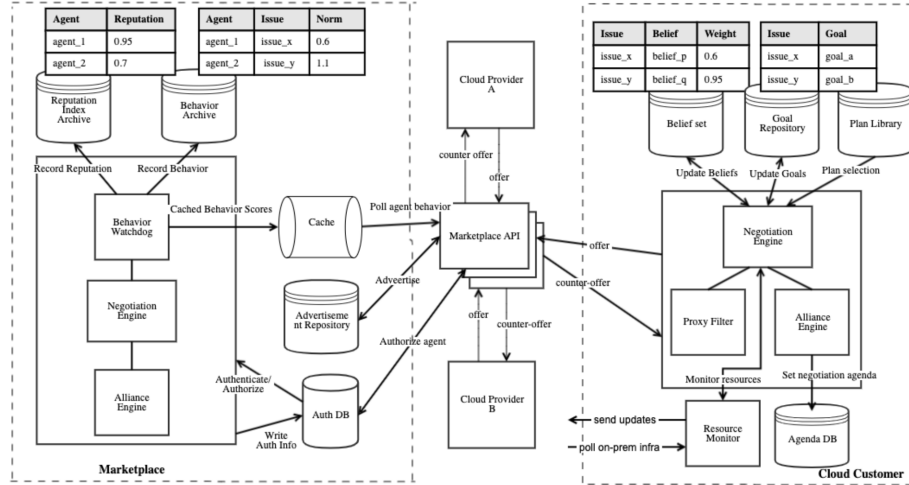 Agent Reputation
agent_1 0.95
agent_2 0.7
Agent Issue Norm
agent_1 issue_x 0.6
agent_2 issue_y 1.1
Issue Belief Weight
issue_x belief_p 0.6
issue_y belief_q 0.95
Issue Goal
issue_x goal_a
issue_y goal_b
Reputation
Index
Archive
Behavior
Archive
Cloud Provider
A
Belief set
Goal
Repository
Plan Library
Record Reputation
Record Behavior
counter offer
offer
Update Beliefs
Update Goals
Plan selection
Behavior
Watchdog
Cached Behavior Scores
Cache
Poll agent behavior
Marketplace API
offer
Negotiation
Engine
Advertise
counter-offer
Negotiation
Engine
Advertiseme
nt Repository
offer
counter-offer
Proxy Filter
Alliance
Engine
Authorize agent
Alliance
Engine
Authenticate/
Authorize
Auth DB
Cloud Provider
B
Monitor resources
Set negotiation agenda
Write
Auth Info
send updates
poll on-prem infra
Resource
Monitor
Agenda DB
Marketplace
Cloud Customer